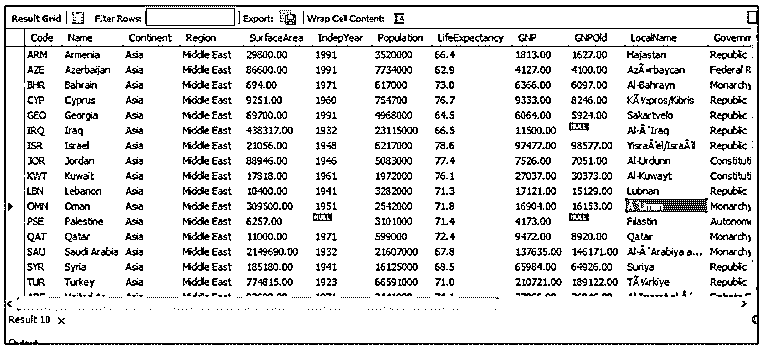 Result Grid Filter Rows: Export: Wrap Cell Content:
Code Name Continent Region SurfaceArea IndepYear Population LifeExpectancy GNP GNPOld LocalName Governm
ARM Armenia Asia Middle East 29800.00 1991 3520000 66.4 1813.00 1627.00 Hajastan Republic
AZE Azerbaijan Asia Middle East 86600.00 1991 7734000 62.9 4127.00 4100.00 Federal R
BHR Bahrain Asia Middle East 694.00 1971 617000 73.0 6366.00 6097.00 Al-Bahrayn Monarchy
CYP Cyprus Asia Middle East 9251.00 1960 754700 76.7 9333.00 8246.00 Republic
GEO Georgia Asia Middle East 69700.00 1991 4968000 64.5 6064.00 5924.00 Sakartvelo Republic
IRQ Iraq Asia Middle East 438317.00 1932 23115000 66.5 11500.00 NULL Republic
ISR Israel Asia Middle East 21056.00 1948 6217000 78.6 97477.00 98577.00 Republic
JOR Jordan Asia Middle East 88946.00 1946 5083000 77.4 7526.00 7051.00 Al-Urdunn Constituti
KWT Kuwait Asia Middle East 17818.00 1961 1972000 76.1 27037.00 30373.00 Al-Kuwayt Constituti
LBN Lebanon Asia Middle East 10400.00 1941 3282000 71.3 17121.00 15129.00 Lubnan Republic
OMN Oman Asia Middle East 309500.00 1951 2542000 71.8 16904.00 16153.00 Monarchy
PSE Palestine Asia Middle East 6257.00 NULL 3101000 71.4 4173.00 NULL Filastin Autonom
QAT Qatar Asia Middle East 11000.00 1971 599000 72.4 9472.00 8920.00 Qatar Monarchy
SAU Saudi Arabia Asia Middle East 2149690.00 1932 21607000 67.8 137635.00 146171.00 Monarchy
SYR Syria Asia Middle East 185180.00 1941 16125000 68.5 65984.00 64926.00 Suriya Republic
TUR Turkey Asia Middle East 774815.00 1923 66591000 71.0 210721.00 189122.00 Republic
Result 10